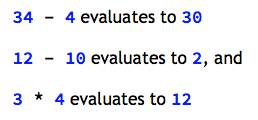 34 - 4 evaluates to 30
12 - 10 evaluates to 2, and
3 * 4 evaluates to 12